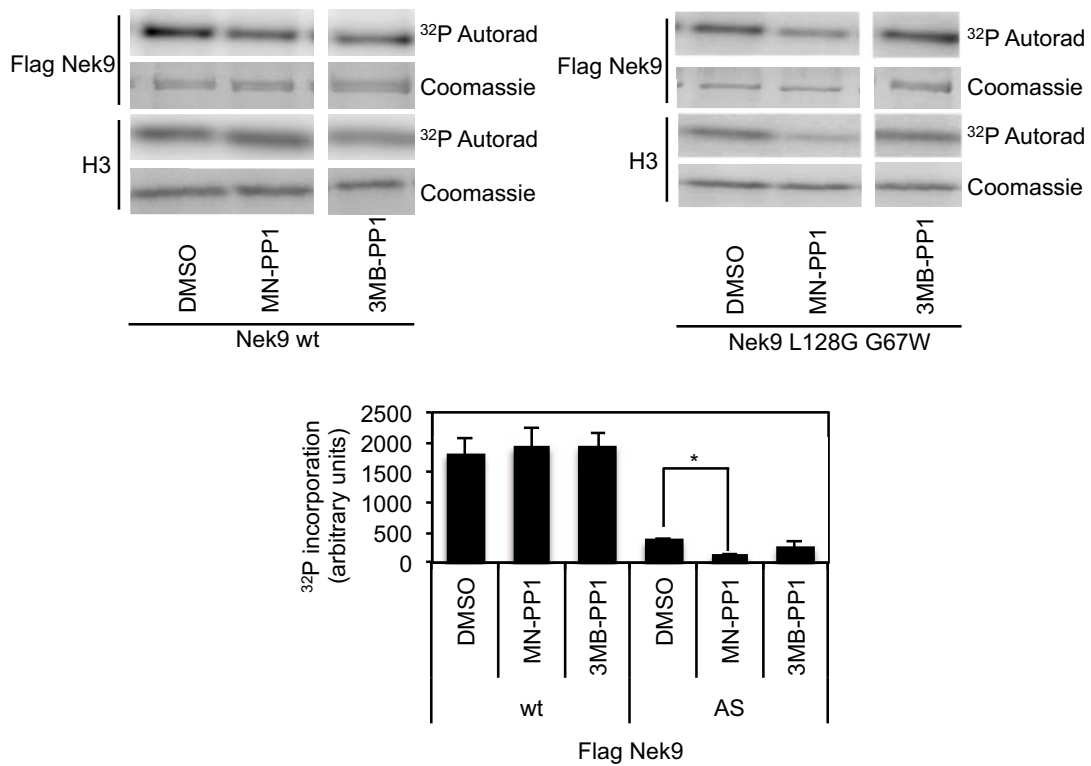 Flag Nek9
³²P Autorad
Coomassie
H3
³²P Autorad
Coomassie
DMSO
MN-PP1
3MB-PP1
Nek9 wt
Flag Nek9
³²P Autorad
Coomassie
H3
³²P Autorad
Coomassie
DMSO
MN-PP1
3MB-PP1
Nek9 L128G G67W
³²P incorporation
(arbitrary units)
2500
2000
1500
1000
500
0
*
DMSO
MN-PP1
3MB-PP1
DMSO
MN-PP1
3MB-PP1
wt
AS
Flag Nek9